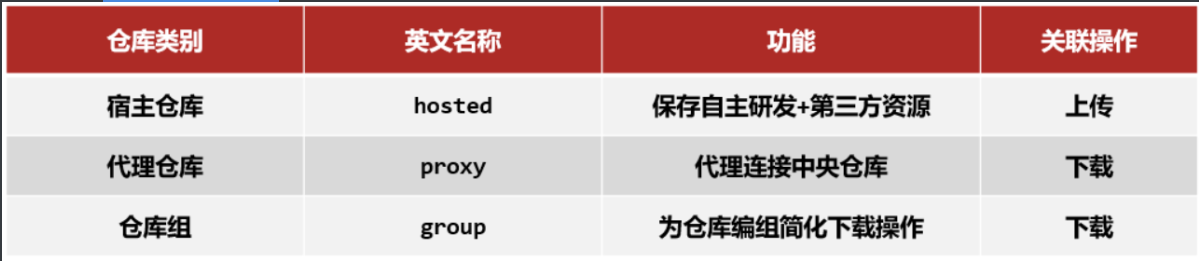 仓库类别 英文名称 功能 关联操作
宿主仓库 hosted 保存自主研发+第三方资源 上传
代理仓库 proxy 代理连接中央仓库 下载
仓库组 group 为仓库编组简化下载操作 下载